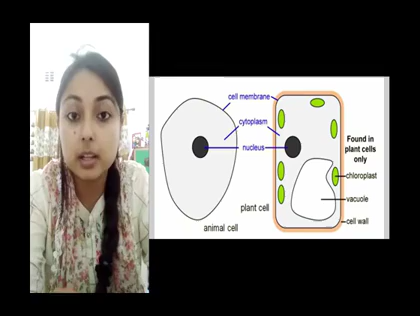 cell membrane
cytoplasm
nucleus
Found in
plant cells
only
chloroplast
vacuole
cell wall
plant cell
animal cell